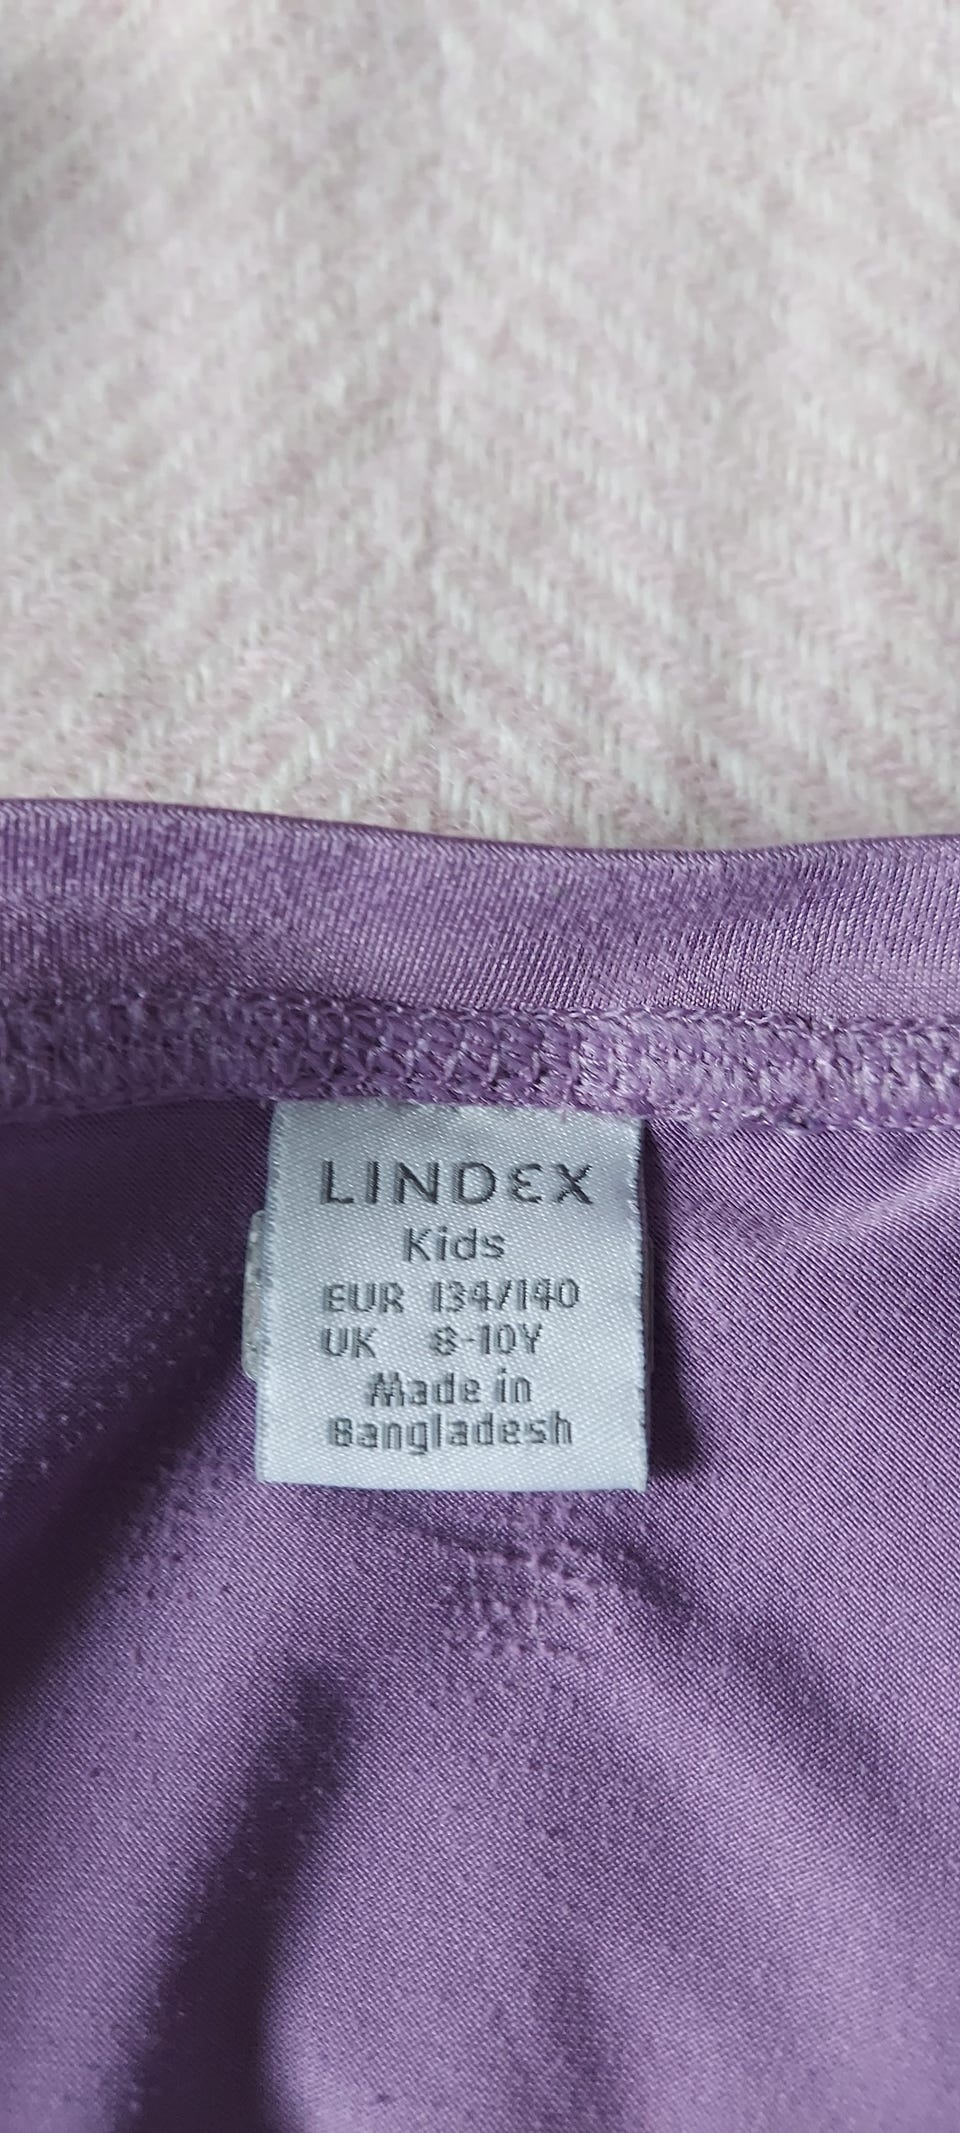 LINDEX
Kids
EUR 134/140
UK 8-10Y
Made in
Bangladesh